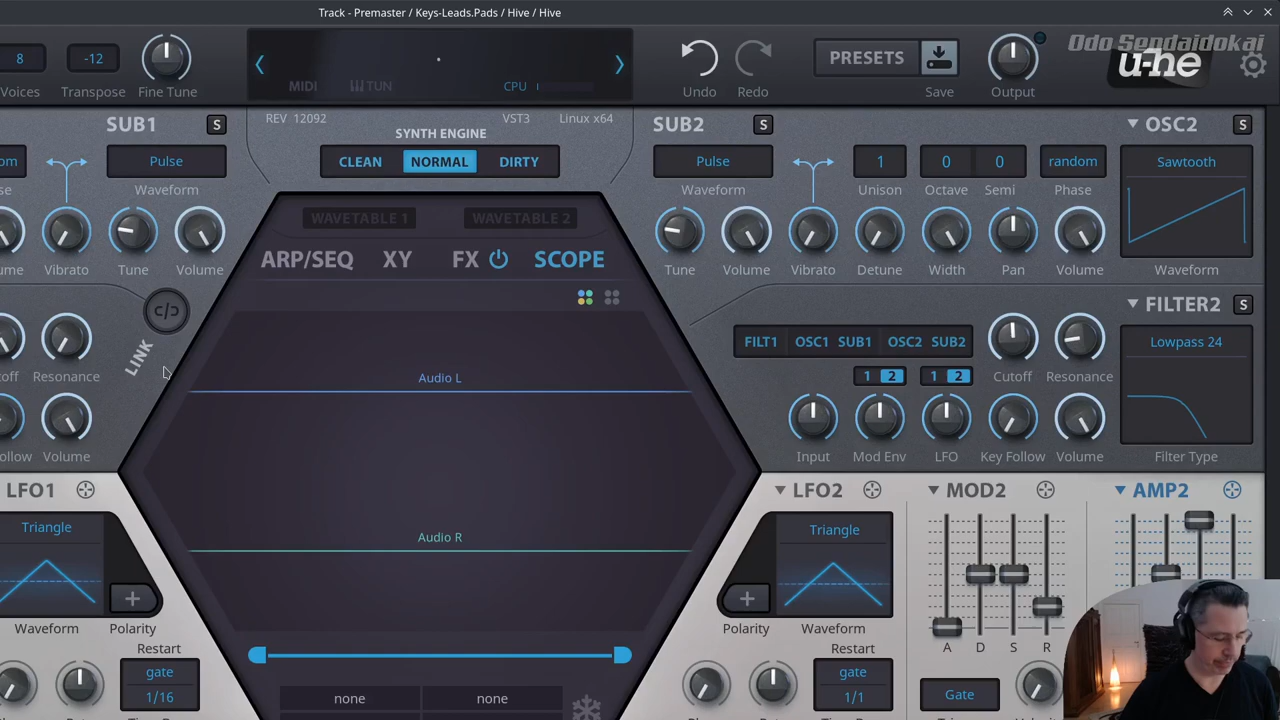 Track - Premaster / Keys-Leads.Pads / Hive / Hive
8 -12
Voices Transpose Fine Tune
MIDI TUN CPU
Undo Redo
PRESETS
Save
Output
Odo Sendaidokai
u-he
SUB1 S
REV 12092 VST3 Linux x64
SYNTH ENGINE
CLEAN NORMAL DIRTY
SUB2 S
OSC2 S
Pulse
Waveform
Vibrato Tune Volume
Pulse 1 0 0 random Sawtooth
Waveform Unison Octave Semi Phase
Tune Volume Vibrato Detune Width Pan Volume Waveform
WAVETABLE 1 WAVETABLE 2
ARP/SEQ XY FX SCOPE
LINK
Resonance
Volume
FILTER2 S
FILT1 OSC1 SUB1 OSC2 SUB2
Lowpass 24
Cutoff Resonance
1 2 1 2
Input Mod Env LFO Key Follow Volume Filter Type
Audio L
Audio R
LFO1
Triangle
Waveform Polarity
Restart
gate
1/16
none none
LFO2 MOD2 AMP2
Triangle
Polarity Waveform
Restart
gate
1/1
A D S R
Gate